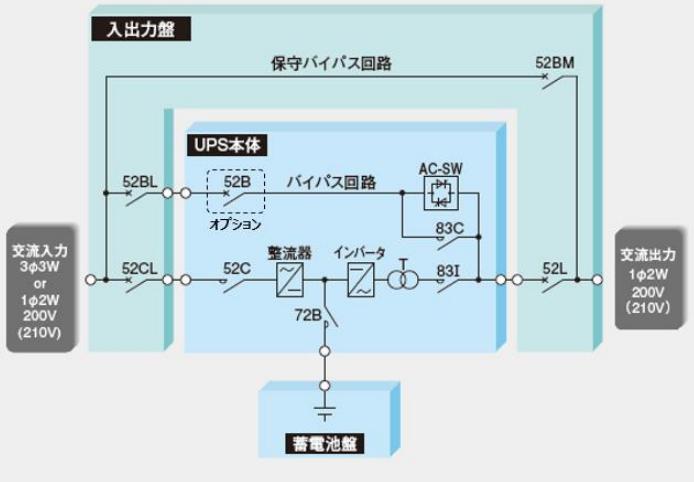 入出力盤
保守バイパス回路
52BM
UPS本体
52BL
52B
オプション
バイパス回路
AC-SW
83C
交流入力
3φ3W
or
1φ2W
200V
(210V)
52CL
52C
整流器
インバータ
T
83I
52L
交流出力
1φ2W
200V
(210V)
72B
蓄電池盤